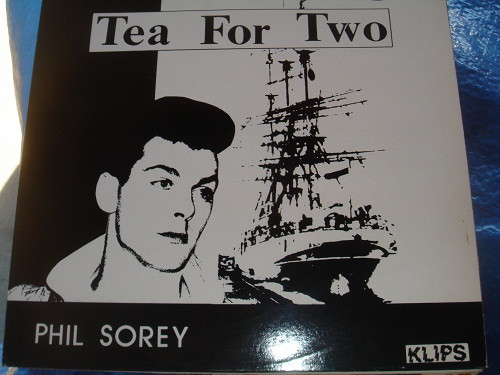 Tea For Two
PHIL SOREY
KLIPS